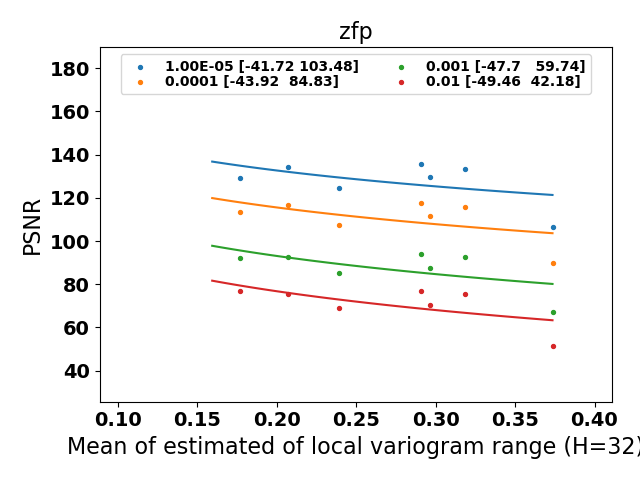 zfp
1.00E-05 [-41.72 103.48]
0.0001 [-43.92 84.83]
0.001 [-47.7 59.74]
0.01 [-49.46 42.18]
PSNR
180
160
140
120
100
80
60
40
0.10 0.15 0.20 0.25 0.30 0.35 0.40
Mean of estimated of local variogram range (H=32)